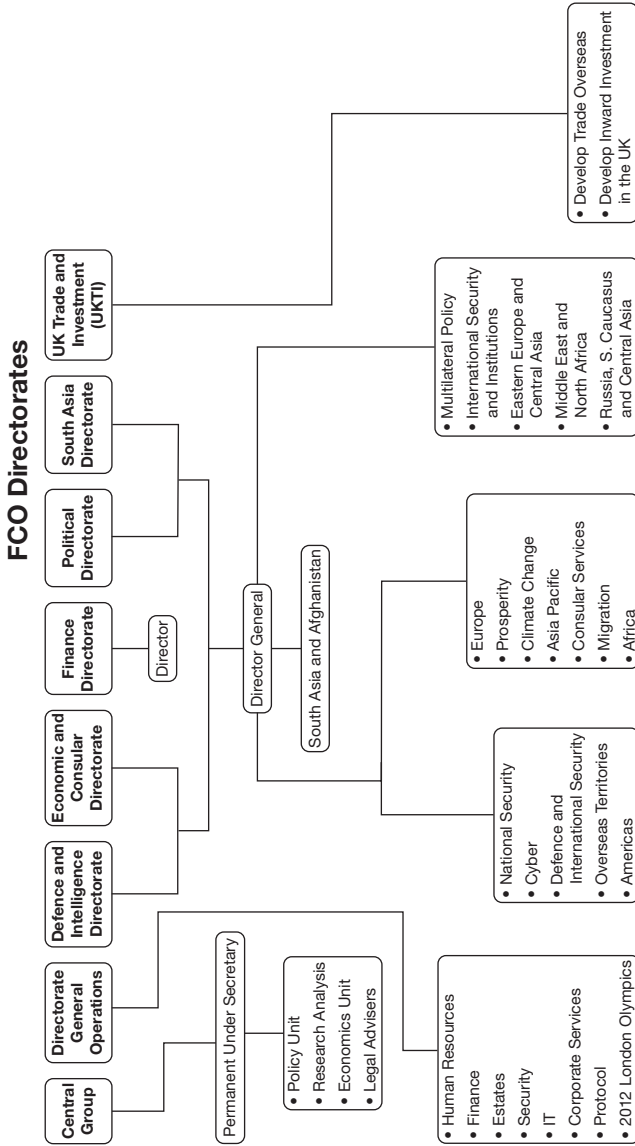 FCO Directorates
Central
Group
Directorate
General
Operations
Defence and
Intelligence
Directorate
Economic and
Consular
Directorate
Finance
Directorate
Political
Directorate
South Asia
Directorate
UK Trade and
Investment
(UKTI)
Permanent Under Secretary
Director
Director General
• Policy Unit
• Research Analysis
• Economics Unit
• Legal Advisers
South Asia and Afghanistan
• Human Resources
• Finance
• Estates
• Security
• IT
• Corporate Services
• Protocol
• 2012 London Olympics
• National Security
• Cyber
• Defence and
International Security
• Overseas Territories
• Americas
• Europe
• Prosperity
• Climate Change
• Asia Pacific
• Consular Services
• Migration
• Africa
• Multilateral Policy
• International Security
and Institutions
• Eastern Europe and
Central Asia
• Middle East and
North Africa
• Russia, S. Caucasus
and Central Asia
• Develop Trade Overseas
• Develop Inward Investment
in the UK